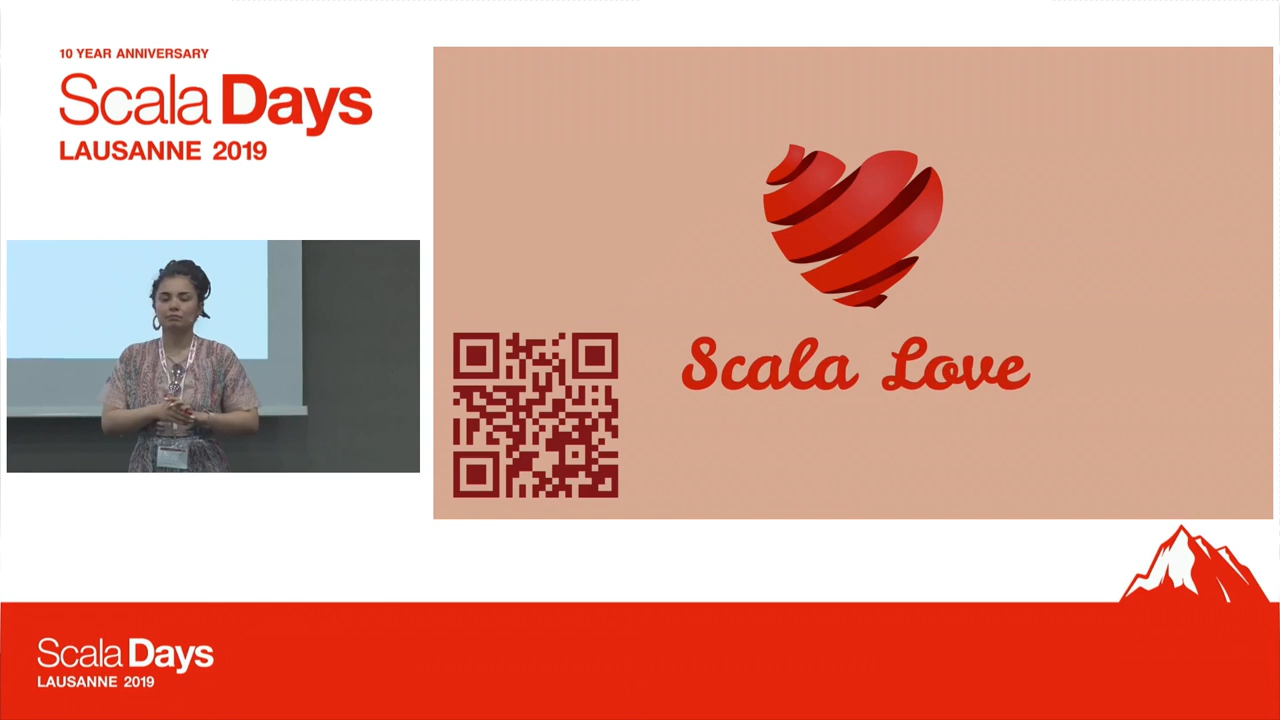 10 YEAR ANNIVERSARY
Scala Days
LAUSANNE 2019
Scala Love
Scala Days
LAUSANNE 2019